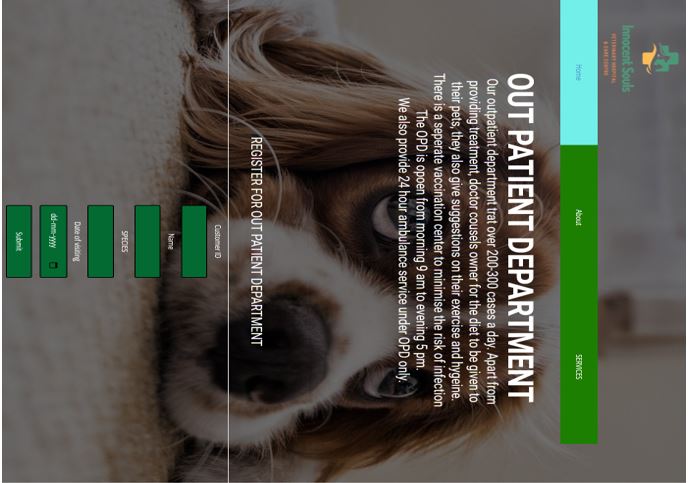 Innocent Souls
VETERINARY HOSPITAL
& CARE CENTRE
Home
About
SERVICES
OUT PATIENT DEPARTMENT
Our outpatient department trat over 200-300 cases a day. Apart from
providing treatment, doctor cousels owner for the diet to be given to
their pets, they also give suggestions on their exercise and hygeine.
There is a seperate vaccination center to minimise the risk of infection
The OPD is opoen from morning 9 am to evening 5 pm.
We also provide 24 hour ambulance service under OPD only.
REGISTER FOR OUT PATIENT DEPARTMENT
Customer ID
Name
SPECIES
Date of visiting
dd-mm-yyyy
Submit